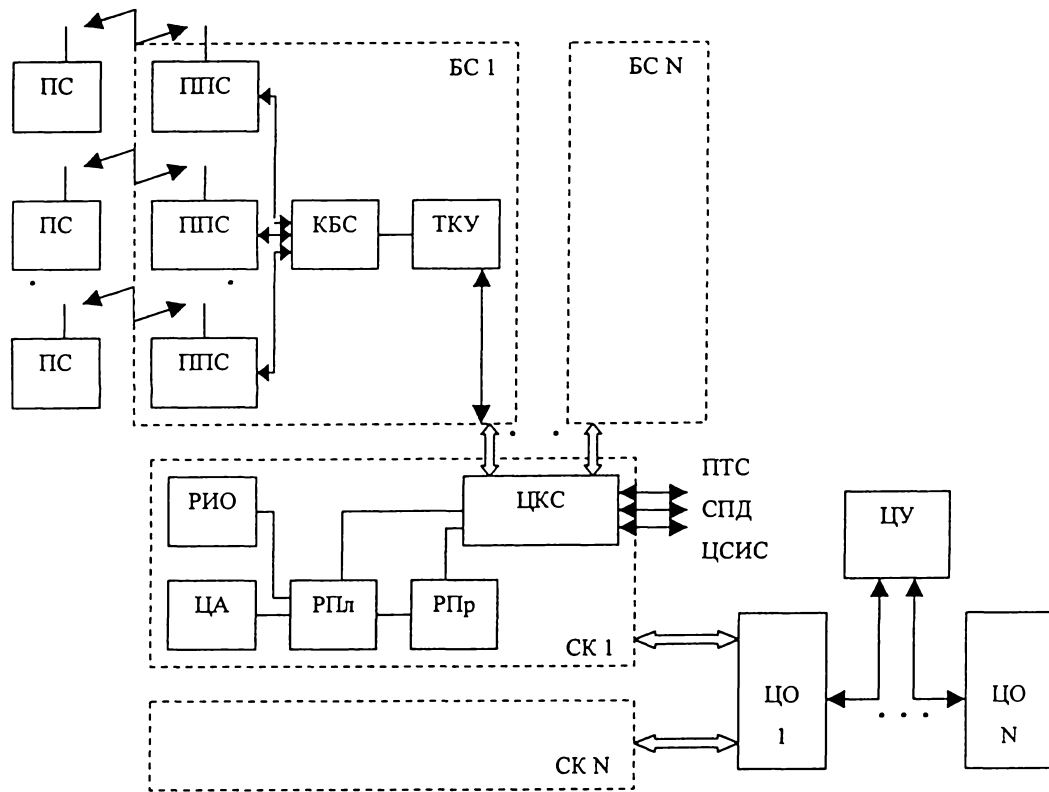 БС 1
БС N
ПС
ППС
ПС
ППС
КБС
ТКУ
ПС
ППС
РИО
ЦКС
ПТС
СПД
ЦСИС
ЦУ
ЦА
РПл
РПр
СК 1
ЦО
1
ЦО
N
СК N